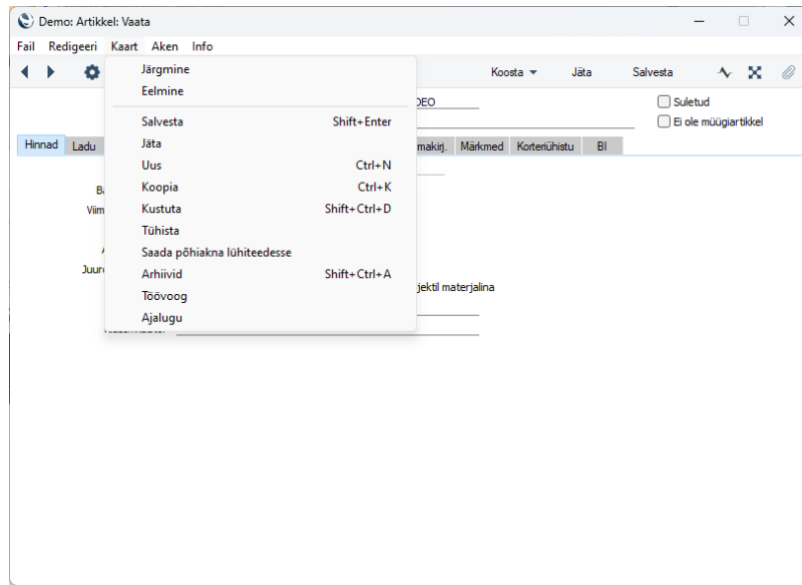 Demo: Artikkel: Vaata
Fail Redigeeri Kaart Aken Info
Koosta Jäta Salvesta
Järgmine
Eelmine
Suletud
Ei ole müügiartikkel
Salvesta Shift+Enter
Jäta
Hinnad Ladu Märkmed Korteriühistu BI
Uus Ctrl+N
Koopia Ctrl+K
Kustuta Shift+Ctrl+D
Tühista
Saada põhiakna lühiteedesse
Arhiivid Shift+Ctrl+A
materjalina
Töövoog
Ajalugu